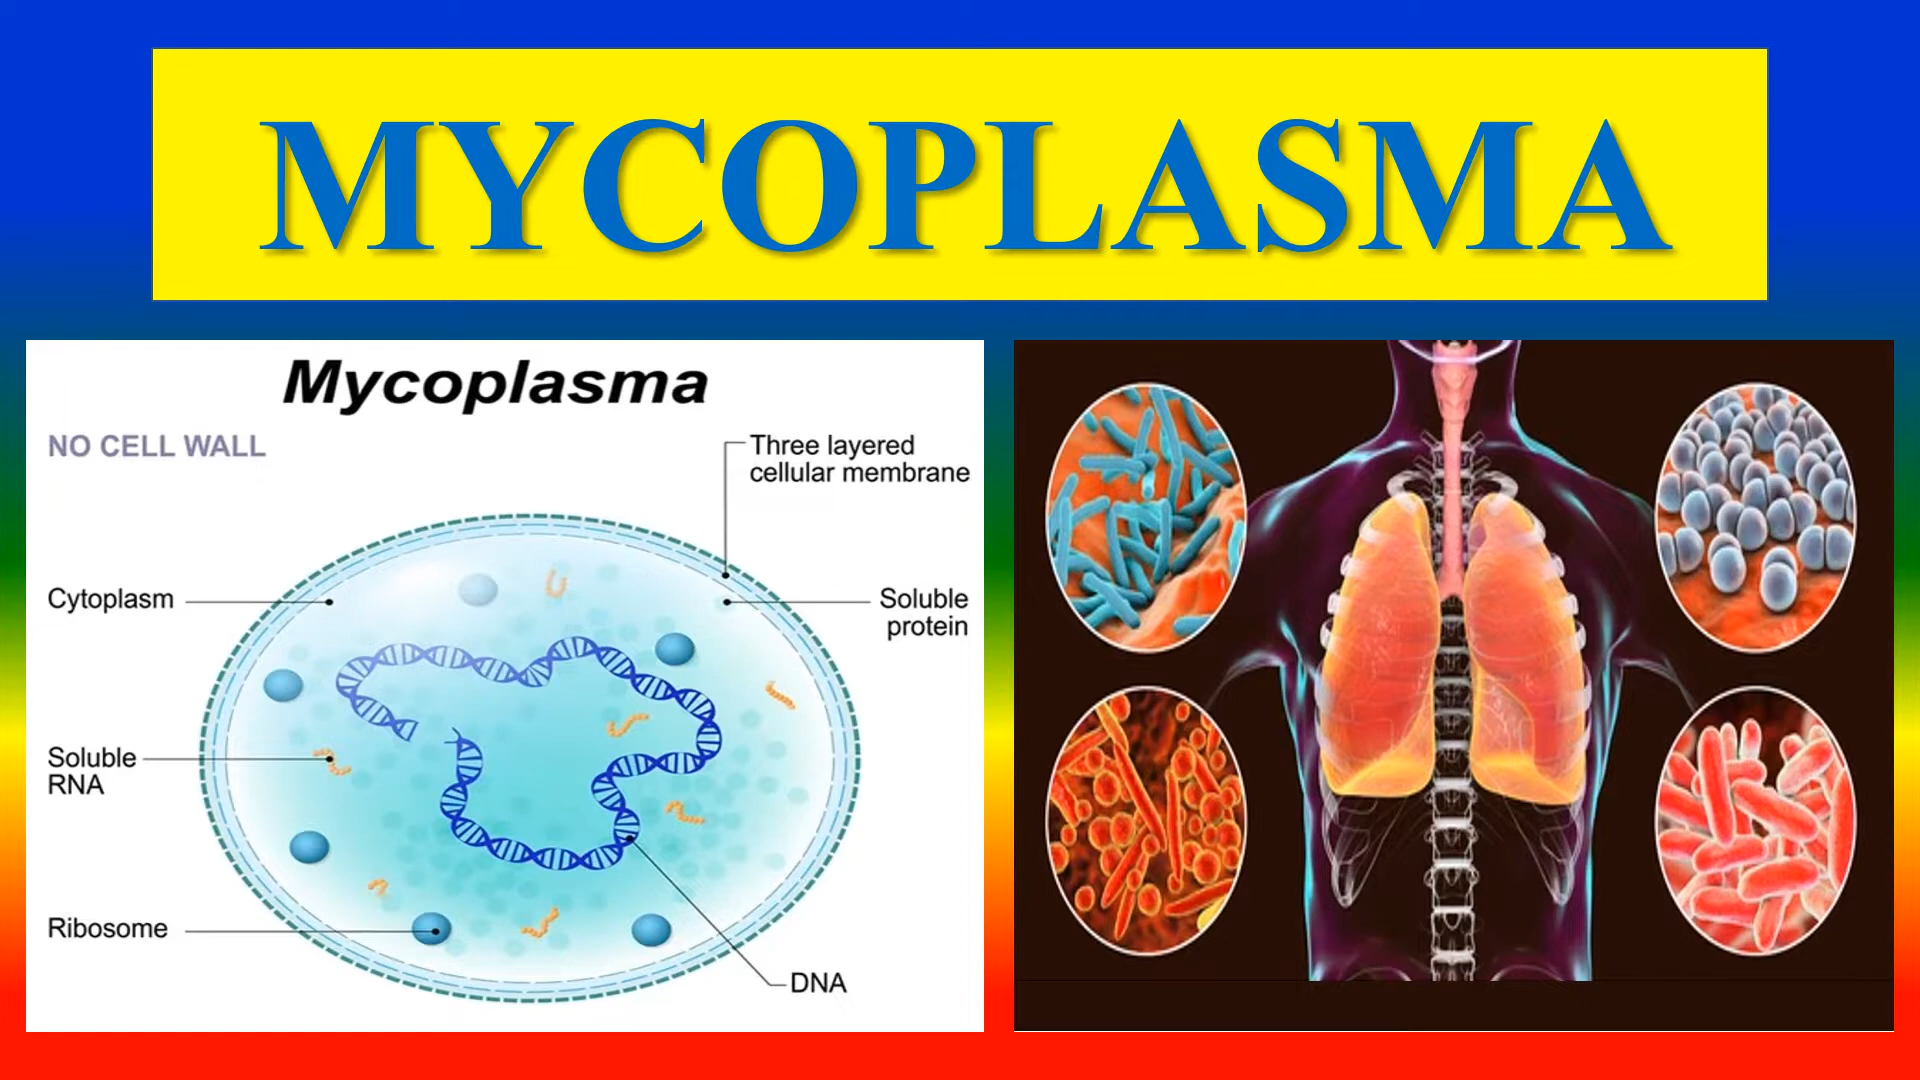 MYCOPLASMA
Mycoplasma
NO CELL WALL
Three layered
cellular membrane
Cytoplasm
Soluble
protein
Soluble
RNA
Ribosome
DNA